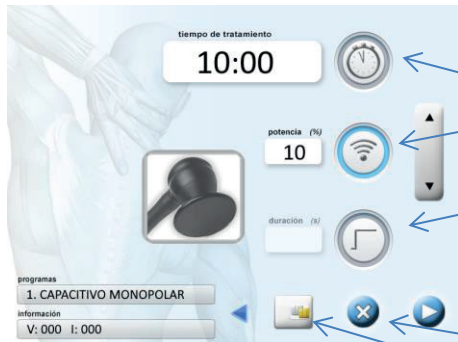 tiempo de tratamiento
10:00
potencia (%)
10
duración (s)
programas
1. CAPACITIVO MONOPOLAR
información
V: 000 I: 000